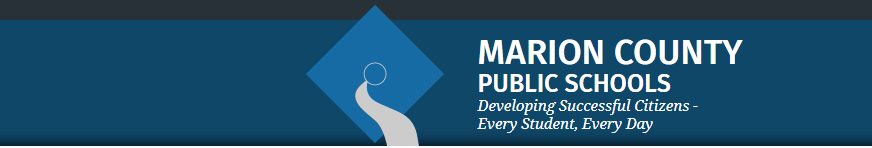 MARION COUNTY
PUBLIC SCHOOLS
Developing Successful Citizens -
Every Student, Every Day